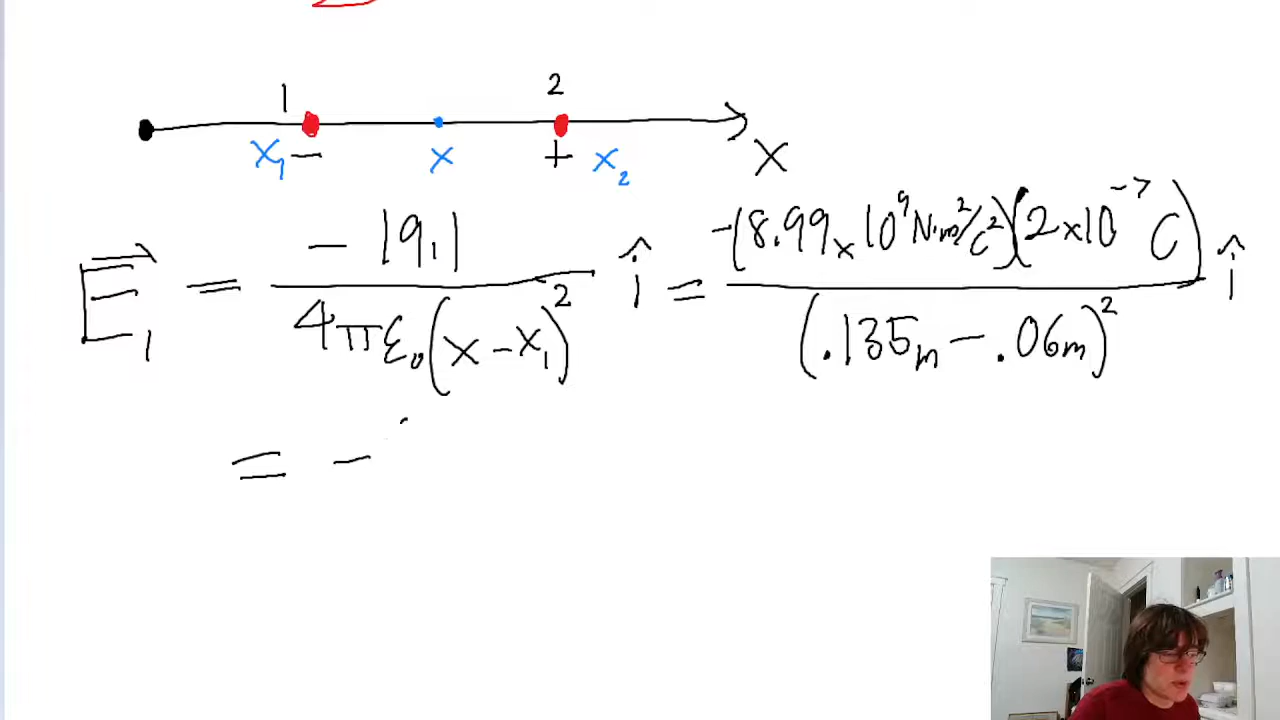 1 2
x₁ − x + x₂ X
E⃗₁ = −|q₁| / 4πε₀(x−x₁)² î = −(8.99 x 10⁹ N·m²/C²)(2 x 10⁻⁷ C) / (.135m − .06m)² î
= −